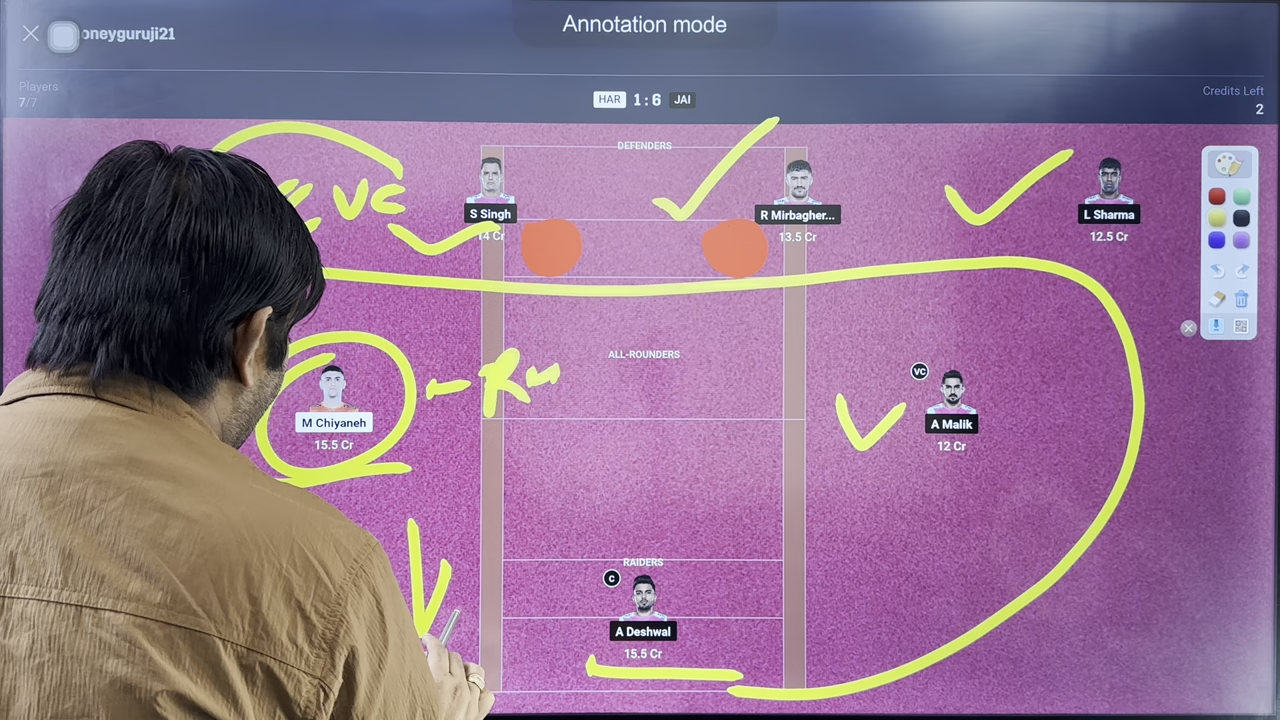 Annotation mode
oneyguruji21
Players
7/7
HAR 1:6 JAI
Credits Left
2
DEFENDERS
VC
S Singh
14 Cr
R Mirbagher...
13.5 Cr
L Sharma
12.5 Cr
ALL-ROUNDERS
M Chiyaneh
15.5 Cr
VC
A Malik
12 Cr
RAIDERS
C
A Deshwal
15.5 Cr